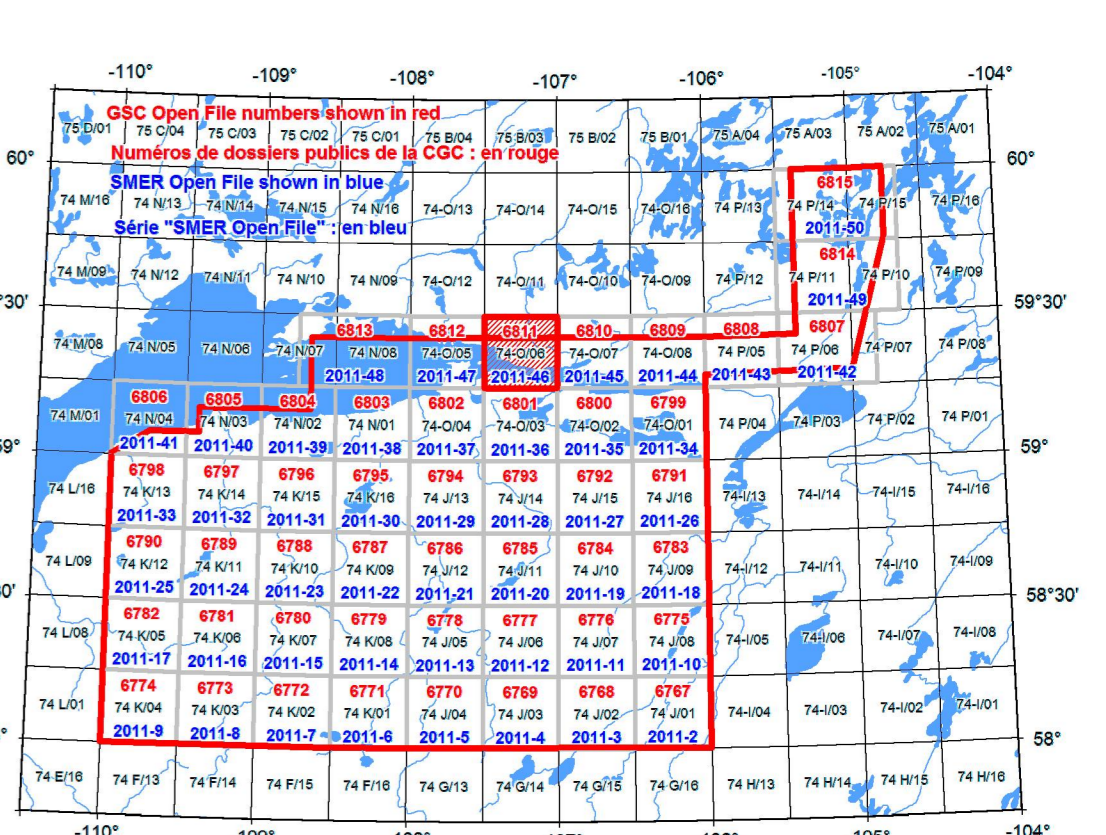 -110° -109° -108° -107° -106° -105° -104°
GSC Open File numbers shown in red
75 D/01 75 C/04 75 C/03 75 C/02 75 C/01 75 B/04 75 B/03 75 B/02 75 B/01 75 A/04 75 A/03 75 A/02 75 A/01
Numéros de dossiers publics de la CGC : en rouge
60° 60°
SMER Open File shown in blue
6815
74 M/16 74 N/13 74 N/14 74 N/15 74 N/16 74-O/13 74-O/14 74-O/15 74-O/16 74 P/13 74 P/14 74 P/15 74 P/16
Série "SMER Open File" : en bleu
2011-50
6814
74 M/09 74 N/12 74 N/11 74 N/10 74 N/09 74-O/12 74-O/11 74-O/10 74-O/09 74 P/12 74 P/11 74 P/10 74 P/09
2011-49
°30' 59°30'
6813 6812 6811 6810 6809 6808 6807
74 M/08 74 N/05 74 N/06 74 N/07 74 N/08 74-O/05 74-O/06 74-O/07 74-O/08 74 P/05 74 P/06 74 P/07 74 P/08
2011-48 2011-47 2011-46 2011-45 2011-44 2011-43 2011-42
6806 6805 6804 6803 6802 6801 6800 6799
74 M/01 74 N/04 74 N/03 74 N/02 74 N/01 74-O/04 74-O/03 74-O/02 74-O/01 74 P/04 74 P/03 74 P/02 74 P/01
2011-41 2011-40 2011-39 2011-38 2011-37 2011-36 2011-35 2011-34
59°
6798 6797 6796 6795 6794 6793 6792 6791
74 L/16 74 K/13 74 K/14 74 K/15 74 K/16 74 J/13 74 J/14 74 J/15 74 J/16 74-I/13 74-I/14 74-I/15 74-I/16
2011-33 2011-32 2011-31 2011-30 2011-29 2011-28 2011-27 2011-26
6790 6789 6788 6787 6786 6785 6784 6783
74 L/09 74 K/12 74 K/11 74 K/10 74 K/09 74 J/12 74 J/11 74 J/10 74 J/09 74-I/12 74-I/11 74-I/10 74-I/09
2011-25 2011-24 2011-23 2011-22 2011-21 2011-20 2011-19 2011-18
58°30'
6782 6781 6780 6779 6778 6777 6776 6775
74 L/08 74 K/05 74 K/06 74 K/07 74 K/08 74 J/05 74 J/06 74 J/07 74 J/08 74-I/05 74-I/06 74-I/07 74-I/08
2011-17 2011-16 2011-15 2011-14 2011-13 2011-12 2011-11 2011-10
6774 6773 6772 6771 6770 6769 6768 6767
74 L/01 74 K/04 74 K/03 74 K/02 74 K/01 74 J/04 74 J/03 74 J/02 74 J/01 74-I/04 74-I/03 74-I/02 74-I/01
2011-9 2011-8 2011-7 2011-6 2011-5 2011-4 2011-3 2011-2
58°
74 E/16 74 F/13 74 F/14 74 F/15 74 F/16 74 G/13 74 G/14 74 G/15 74 G/16 74 H/13 74 H/14 74 H/15 74 H/16
-110° -104°